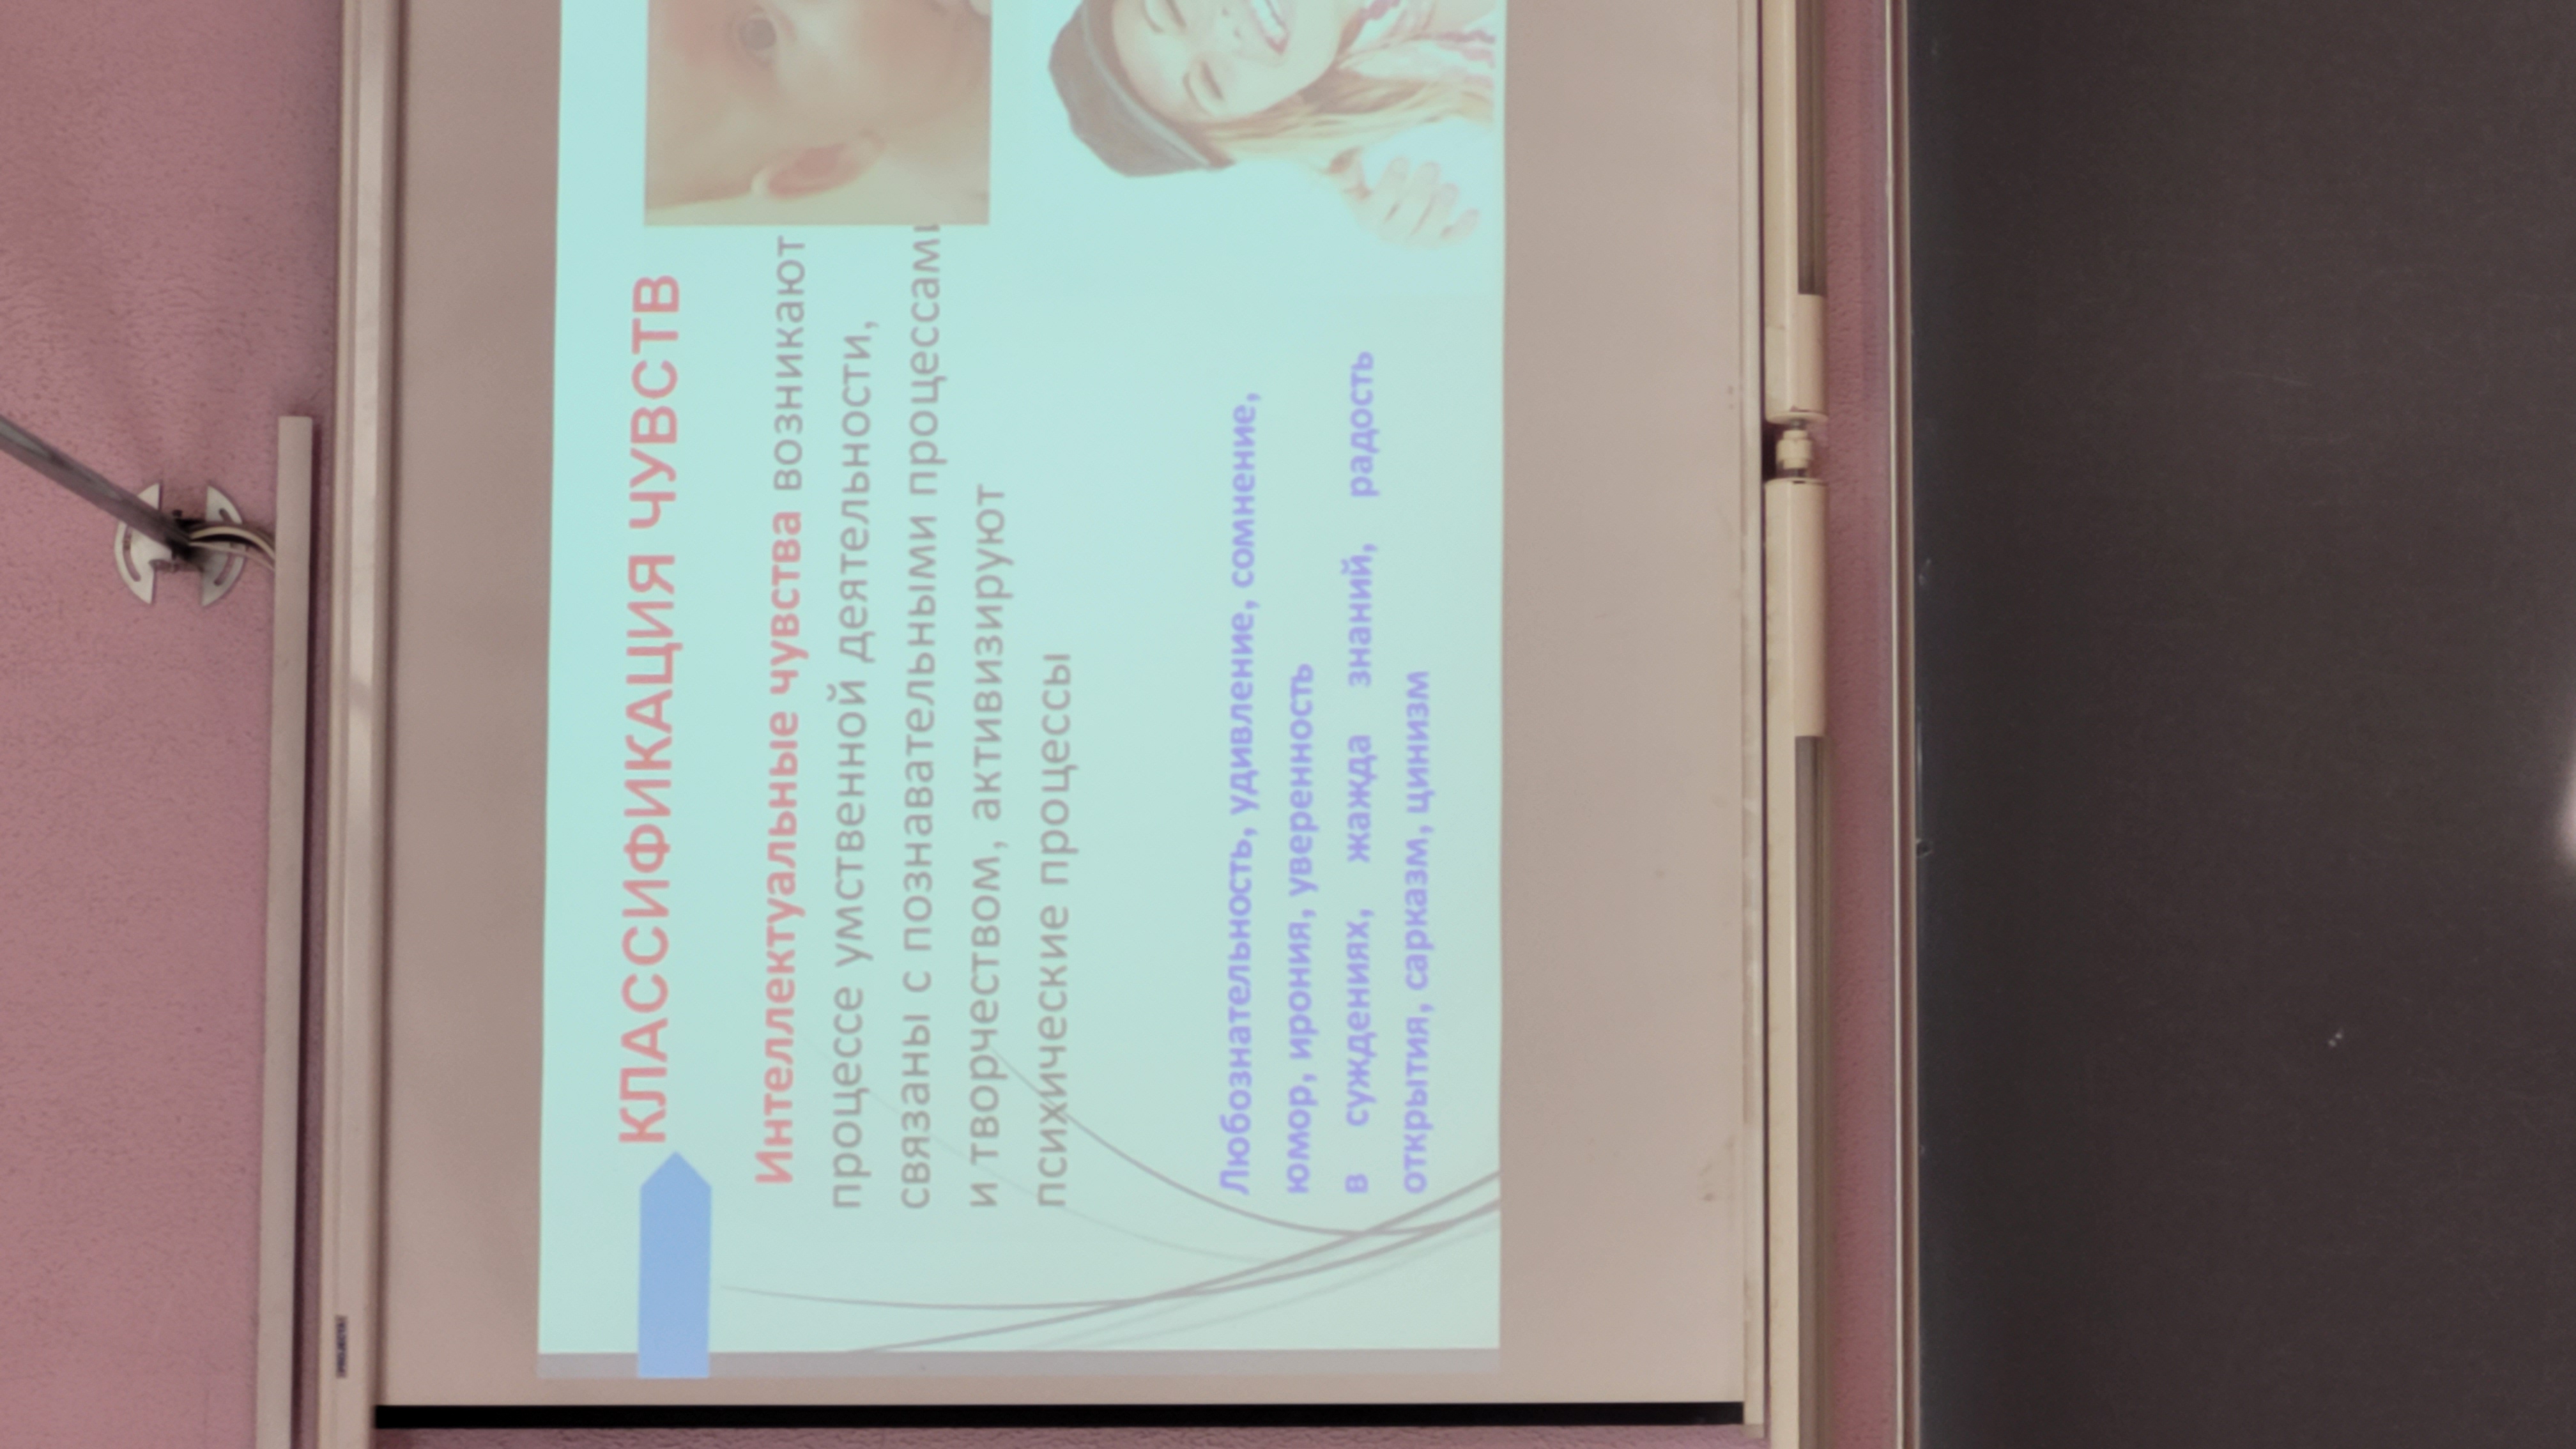 PROJECTA
КЛАССИФИКАЦИЯ ЧУВСТВ
Интеллектуальные чувства возникают
процессе умственной деятельности,
связаны с познавательными процессами
и творчеством, активизируют
психические процессы
Любознательность, удивление, сомнение,
юмор, ирония, уверенность
в суждениях, жажда знаний, радость
открытия, сарказм, цинизм